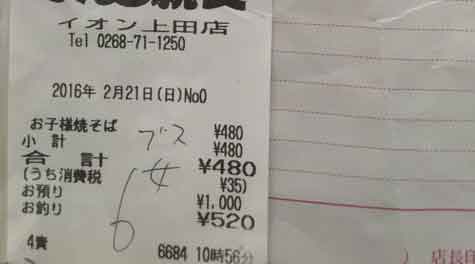 イオン上田店
Tel 0268-71-1250
2016年 2月21日(日)No0
お子様焼そば ¥480
ブス
小計 ¥480
合計 ¥480
女
(うち消費税 ¥35)
お預り ¥1,000
お釣り ¥520
6
4責 6684 10時56分
) 店長